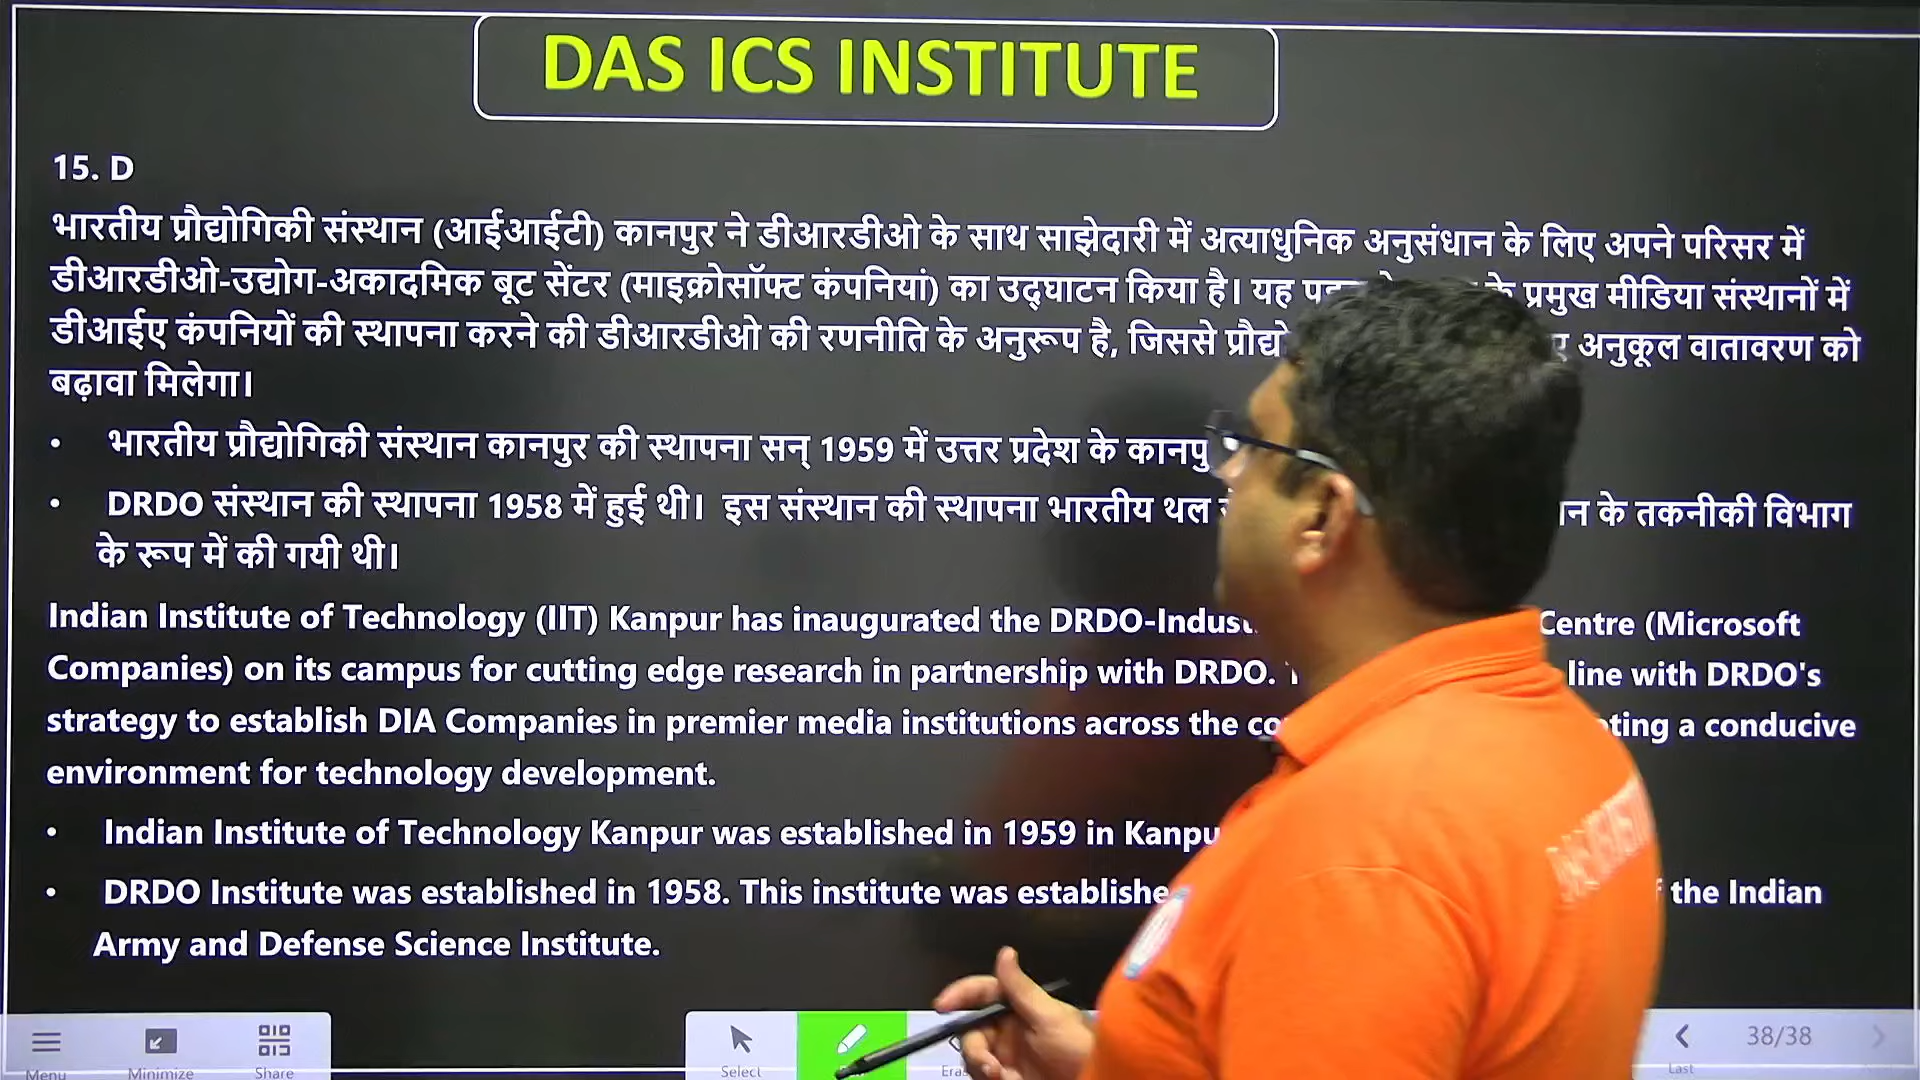 DAS ICS INSTITUTE
15. D
भारतीय प्रौद्योगिकी संस्थान (आईआईटी) कानपुर ने डीआरडीओ के साथ साझेदारी में अत्याधुनिक अनुसंधान के लिए अपने परिसर में
डीआरडीओ-उद्योग-अकादमिक बूट सेंटर (माइक्रोसॉफ्ट कंपनियां) का उद्घाटन किया है। यह के प्रमुख मीडिया संस्थानों में
डीआईए कंपनियों की स्थापना करने की डीआरडीओ की रणनीति के अनुरूप है, जिससे अनुकूल वातावरण को
बढ़ावा मिलेगा।
• भारतीय प्रौद्योगिकी संस्थान कानपुर की स्थापना सन् 1959 में उत्तर प्रदेश के
• DRDO संस्थान की स्थापना 1958 में हुई थी। इस संस्थान की स्थापना भारतीय थल के तकनीकी विभाग
के रूप में की गयी थी।
Indian Institute of Technology (IIT) Kanpur has inaugurated the Centre (Microsoft
Companies) on its campus for cutting edge research in partnership with DRDO. line with DRDO's
strategy to establish DIA Companies in premier media institutions across the a conducive
environment for technology development.
• Indian Institute of Technology Kanpur was established in 1959 in
• DRDO Institute was established in 1958. This institute was the Indian
Army and Defense Science Institute.
Menu Minimize Share Select Last
38/38